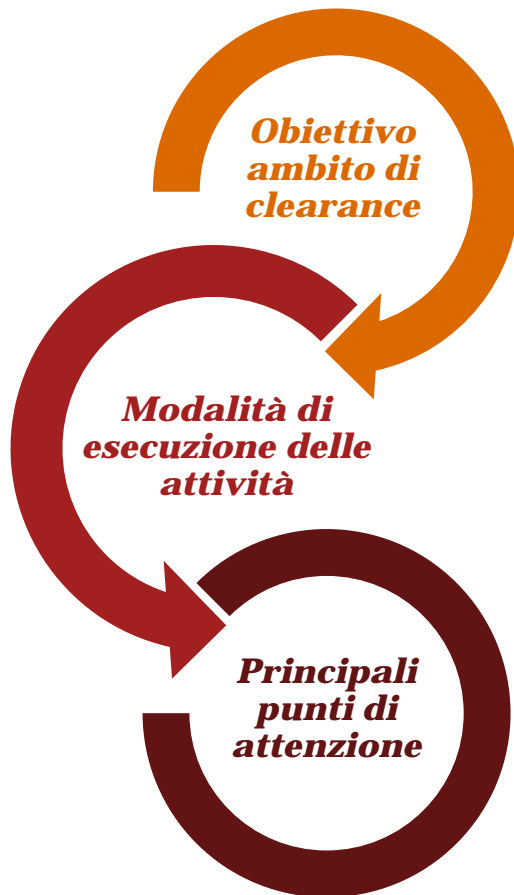 Obiettivo
ambito di
clearance
Modalità di
esecuzione delle
attività
Principali
punti di
attenzione